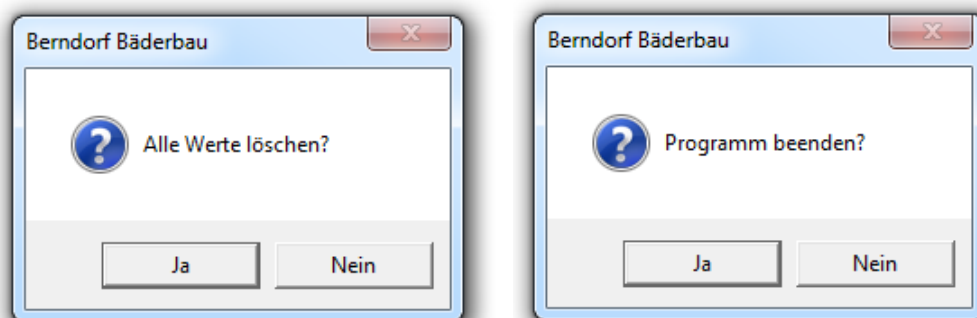 Berndorf Bäderbau
Alle Werte löschen?
Ja
Nein
Berndorf Bäderbau
Programm beenden?
Ja
Nein